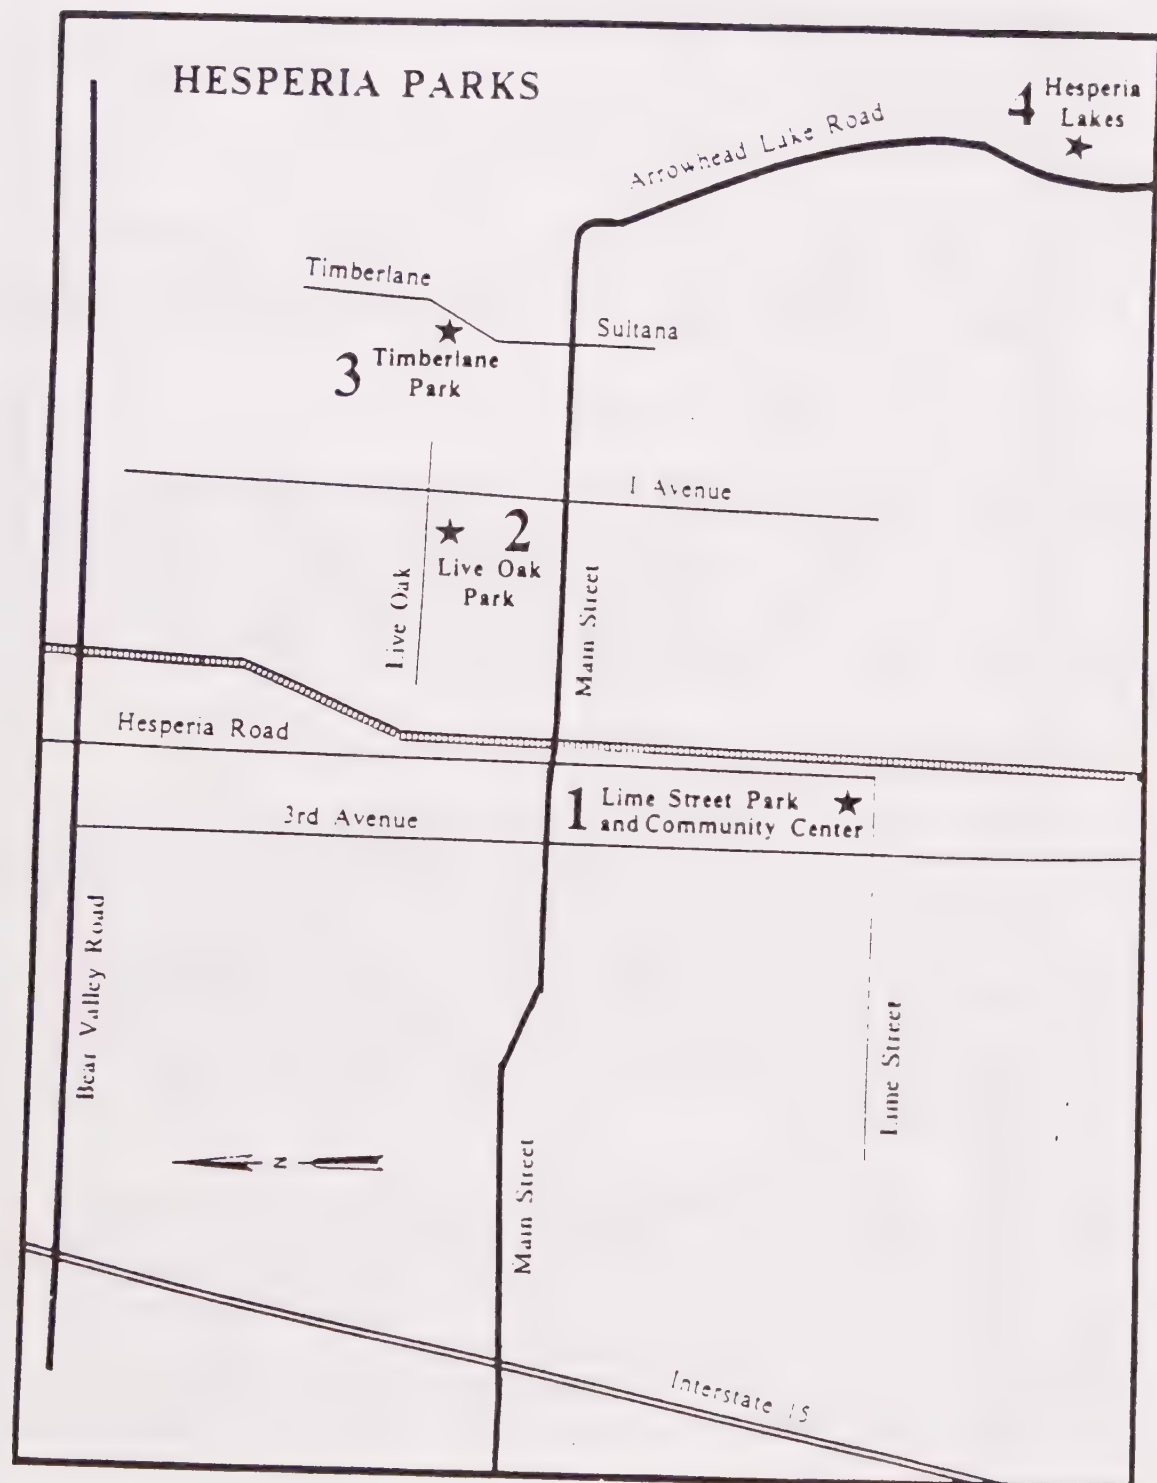 HESPERIA PARKS
4 Hesperia
Lakes
Arrowhead Lake Road
Timberlane
Sultana
3 Timberlane
Park
I Avenue
2
Live Oak
Park
Live Oak
Main Street
Hesperia Road
1 Lime Street Park
and Community Center
3rd Avenue
Bear Valley Road
Lime Street
N
Main Street
Interstate 15